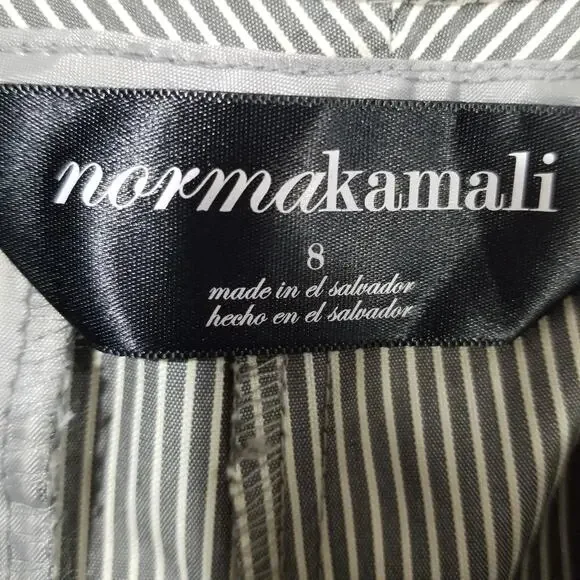 normakamali
8
made in el salvador
hecho en el salvador